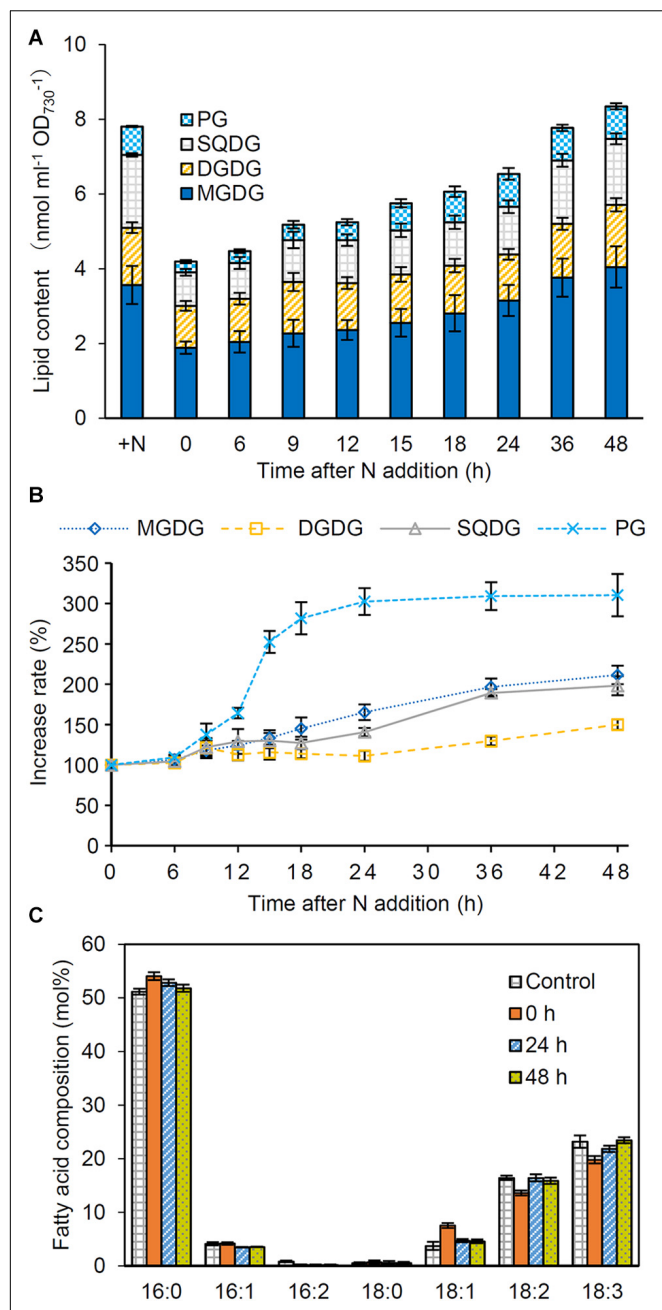 A
10
8
6
4
2
0
Lipid content (nmol ml⁻¹ OD₇₃₀⁻¹)
PG
SQDG
DGDG
MGDG
+N 0 6 9 12 15 18 24 36 48
Time after N addition (h)
B
MGDG DGDG SQDG PG
350
300
250
200
150
100
50
0
Increase rate (%)
0 6 12 18 24 30 36 42 48
Time after N addition (h)
C
60
50
40
30
20
10
0
Fatty acid composition (mol%)
Control
0 h
24 h
48 h
16:0 16:1 16:2 18:0 18:1 18:2 18:3